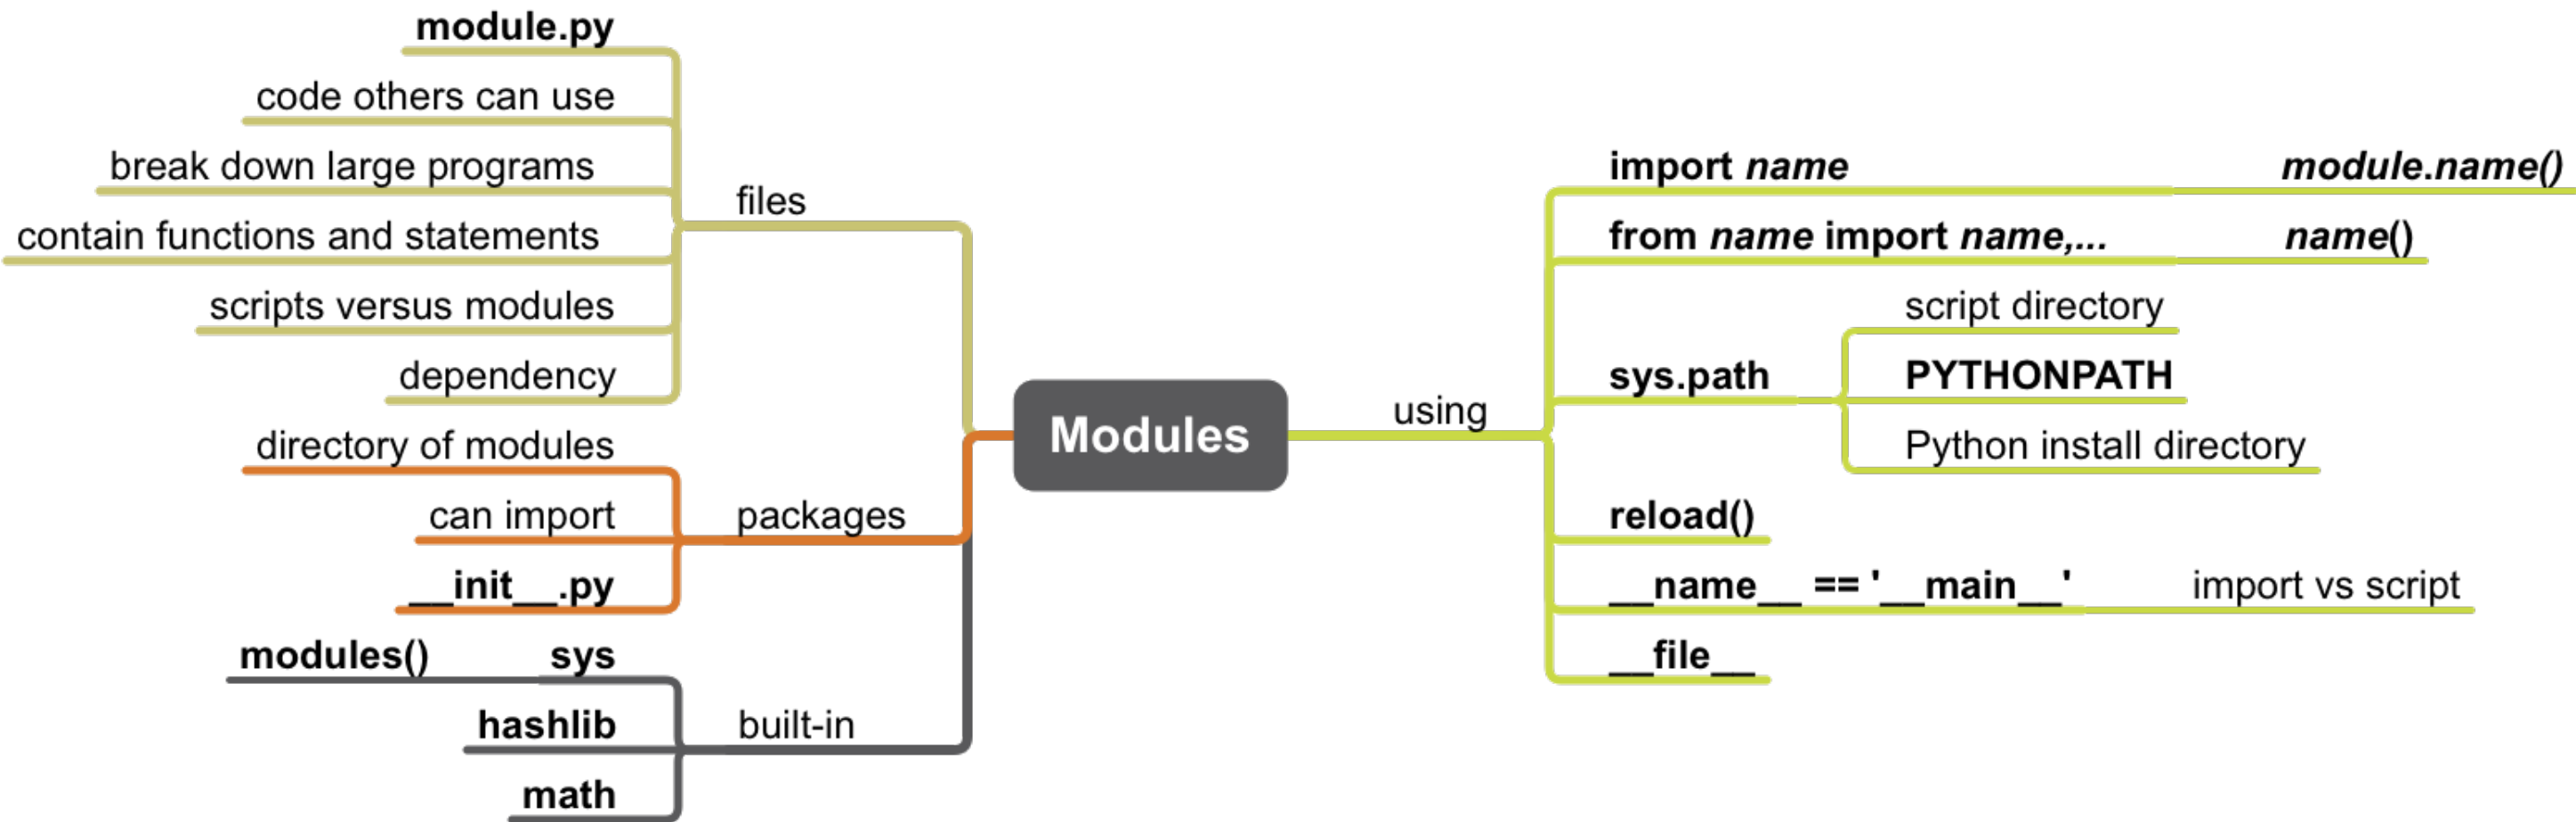 module.py
code others can use
break down large programs
contain functions and statements
scripts versus modules
dependency
files
directory of modules
can import
__init__.py
packages
modules() sys
hashlib
math
built-in
Modules
using
import name module.name()
from name import name,... name()
sys.path
script directory
PYTHONPATH
Python install directory
reload()
__name__ == '__main__' import vs script
__file__